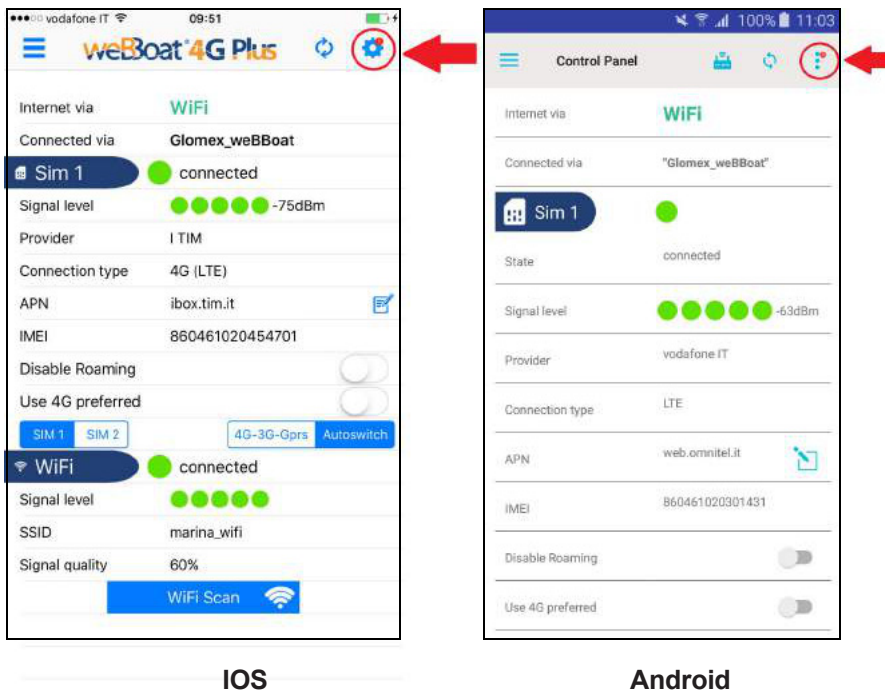 vodafone IT 09:51
weBBoat 4G Plus
Internet via WiFi
Connected via Glomex_weBBoat
Sim 1 connected
Signal level -75dBm
Provider I TIM
Connection type 4G (LTE)
APN ibox.tim.it
IMEI 860461020454701
Disable Roaming
Use 4G preferred
SIM 1 SIM 2 4G-3G-Gprs Autoswitch
WiFi connected
Signal level
SSID marina_wifi
Signal quality 60%
WiFi Scan
IOS
100% 11:03
Control Panel
Internet via WiFi
Connected via "Glomex_weBBoat"
Sim 1
State connected
Signal level -63dBm
Provider vodafone IT
Connection type LTE
APN web.omnitel.it
IMEI 860461020301431
Disable Roaming
Use 4G preferred
Android